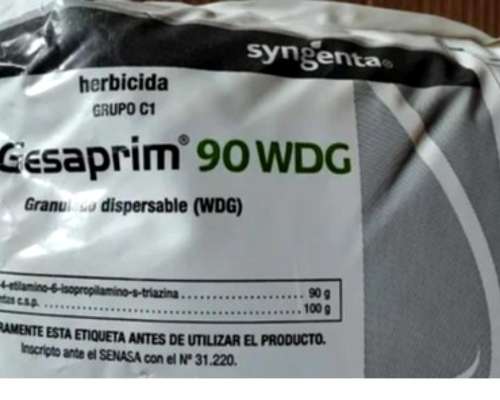 syngenta®
herbicida
GRUPO C1
Gesaprim® 90 WDG
dispersable (WDG)
4-etilamino-6-isopropilamino-s-triazina .................... 90 g
c.s.p. .................... 100 g
RAMENTE ESTA ETIQUETA ANTES DE UTILIZAR EL PRODUCTO.
Inscripto ante el SENASA con el Nº 31.220.